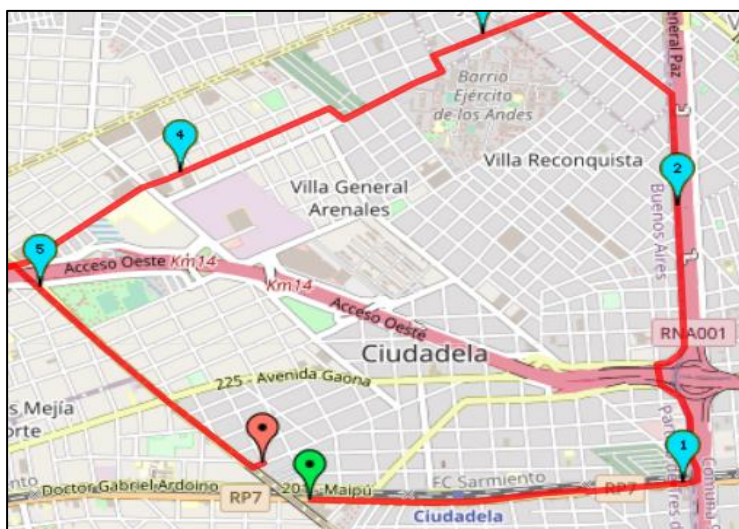 General Paz
Barrio
Ejército
de los Andes
4
2
Villa Reconquista
Villa General
Arenales
Buenos Aires
5
Acceso Oeste Km14
Km14
Acceso Oeste
RNA001
Ciudadela
225 - Avenida Gaona
s Mejía
orte
1
FC Sarmiento
Doctor Gabriel Ardoino
RP7
Maipú
RP7
Ciudadela